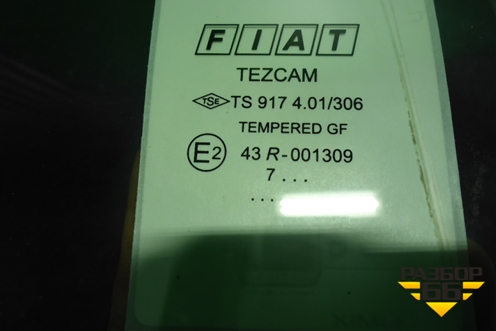 FIAT
TEZCAM
TSE TS 917 4.01/306
TEMPERED GF
E2 43 R-001309
7 . . .
. . . .
РАЗБОР
66